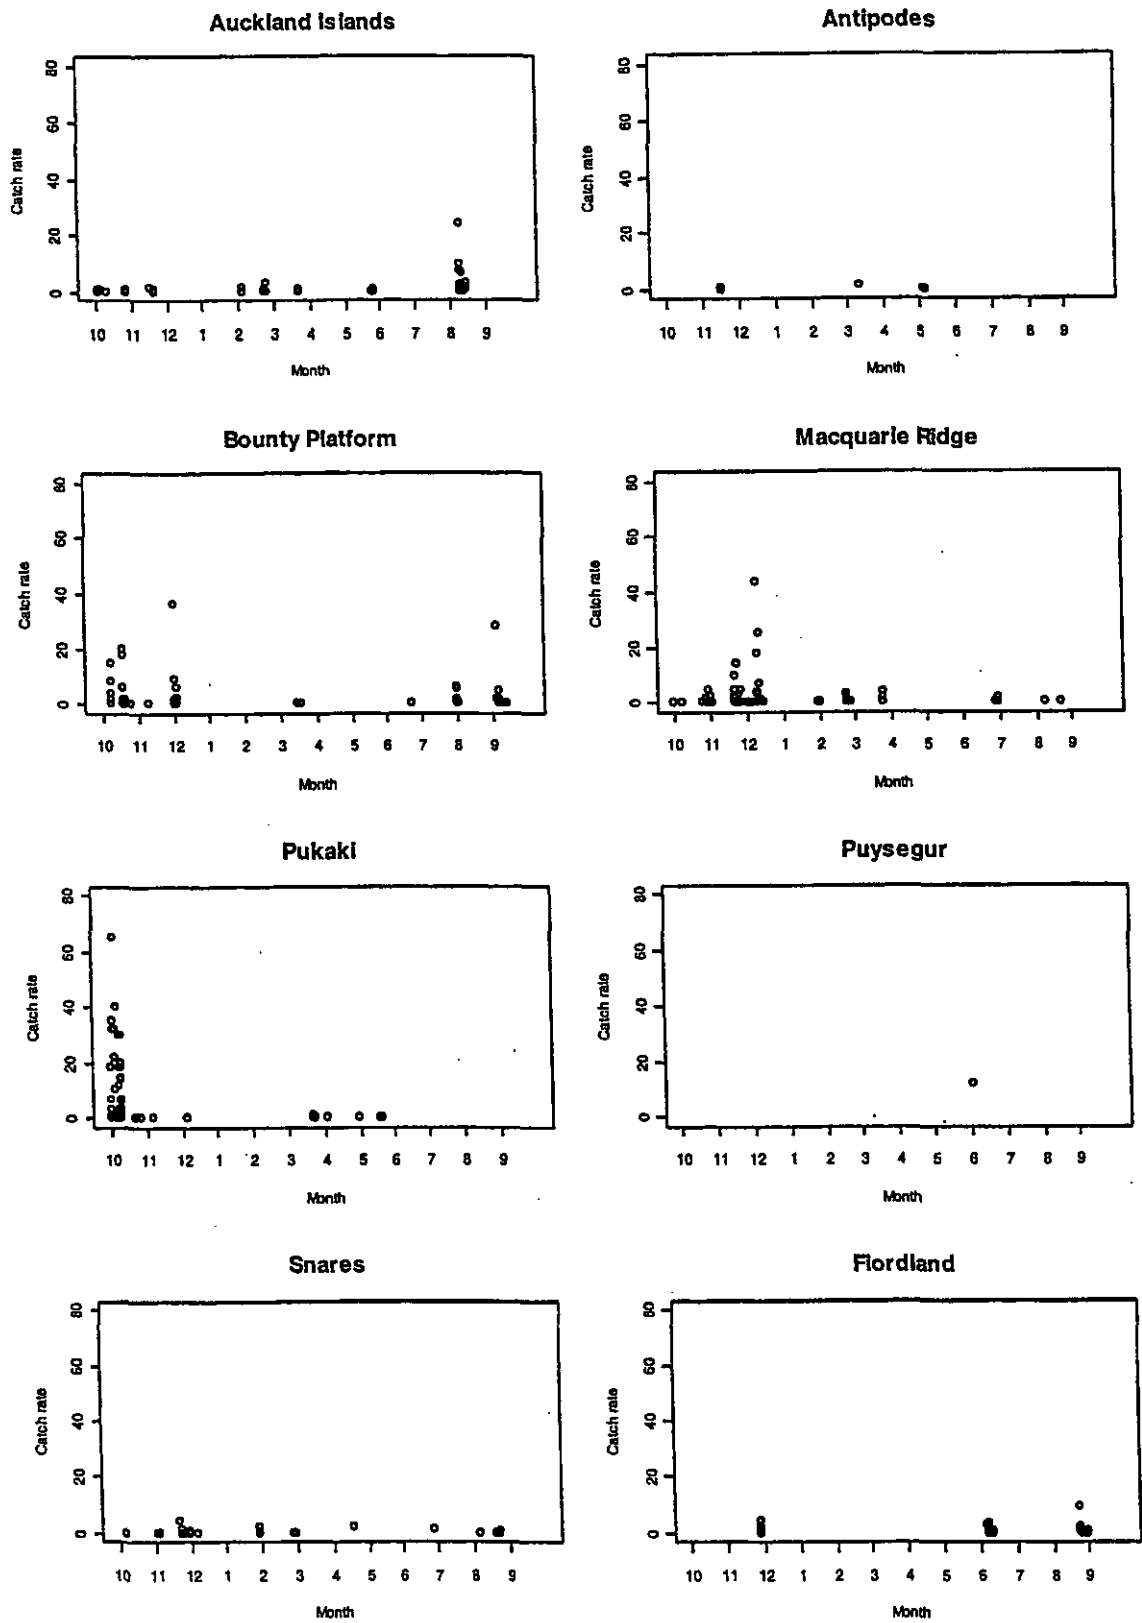 Auckland Islands
Catch rate
0 20 40 60 80
10 11 12 1 2 3 4 5 6 7 8 9
Month
Antipodes
Catch rate
0 20 40 60 80
10 11 12 1 2 3 4 5 6 7 8 9
Month
Bounty Platform
Catch rate
0 20 40 60 80
10 11 12 1 2 3 4 5 6 7 8 9
Month
Macquarie Ridge
Catch rate
0 20 40 60 80
10 11 12 1 2 3 4 5 6 7 8 9
Month
Pukaki
Catch rate
0 20 40 60 80
10 11 12 1 2 3 4 5 6 7 8 9
Month
Puysegur
Catch rate
0 20 40 60 80
10 11 12 1 2 3 4 5 6 7 8 9
Month
Snares
Catch rate
0 20 40 60 80
10 11 12 1 2 3 4 5 6 7 8 9
Month
Fiordland
Catch rate
0 20 40 60 80
10 11 12 1 2 3 4 5 6 7 8 9
Month